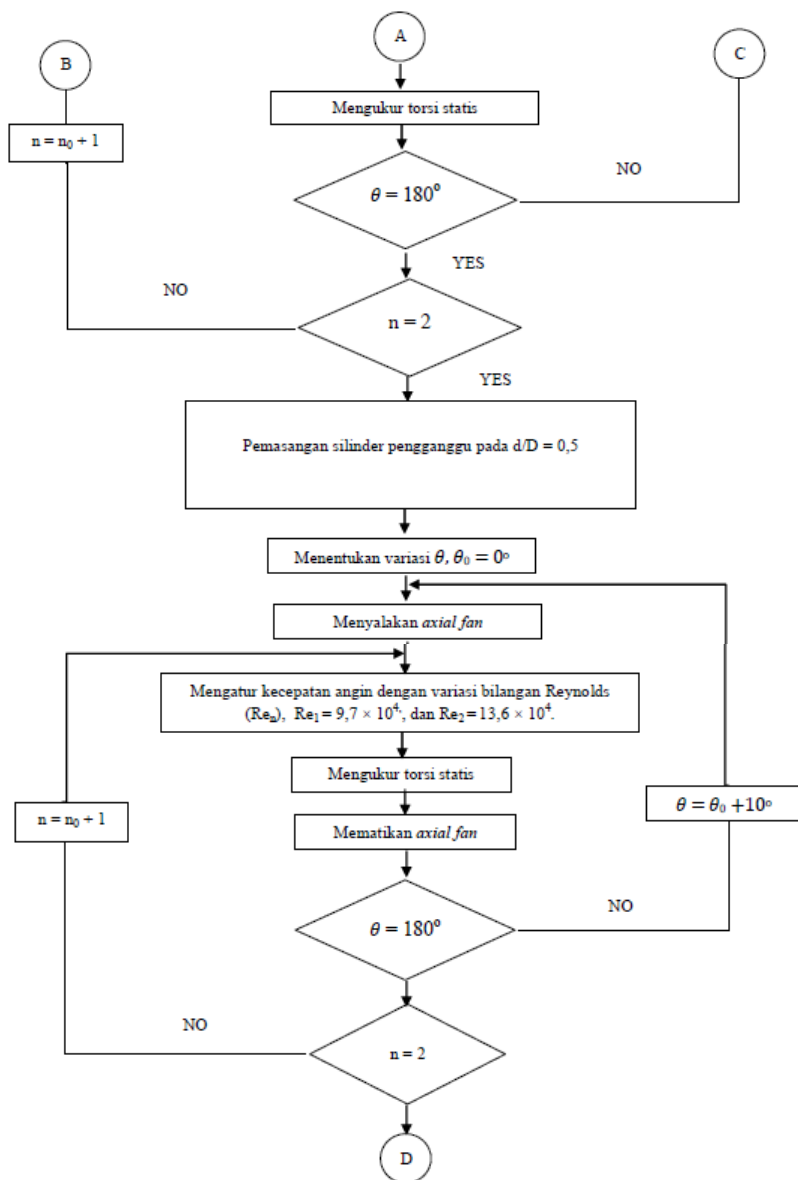 A
B
C
Mengukur torsi statis
n = n₀ + 1
NO
θ = 180⁰
YES
NO
n = 2
YES
Pemasangan silinder pengganggu pada d/D = 0,5
Menentukan variasi θ, θ₀ = 0°
Menyalakan axial fan
Mengatur kecepatan angin dengan variasi bilangan Reynolds
(Reₙ), Re₁ = 9,7 × 10⁴, dan Re₂ = 13,6 × 10⁴.
Mengukur torsi statis
n = n₀ + 1
θ = θ₀ +10°
Mematikan axial fan
NO
θ = 180⁰
NO
n = 2
D